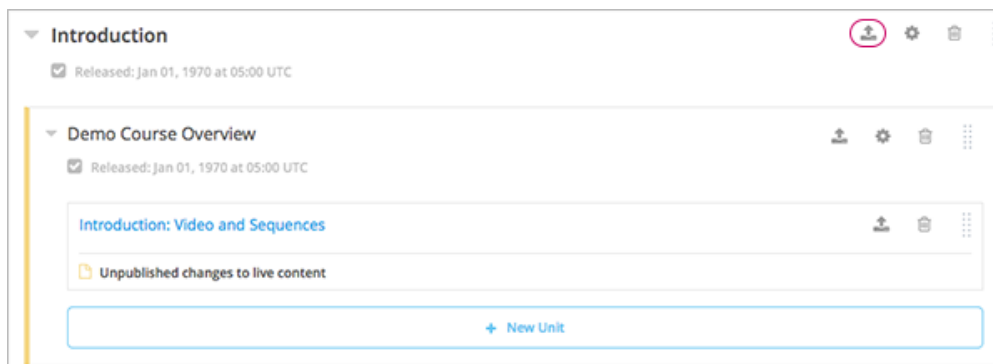 Introduction
Released: Jan 01, 1970 at 05:00 UTC
Demo Course Overview
Released: Jan 01, 1970 at 05:00 UTC
Introduction: Video and Sequences
Unpublished changes to live content
+ New Unit